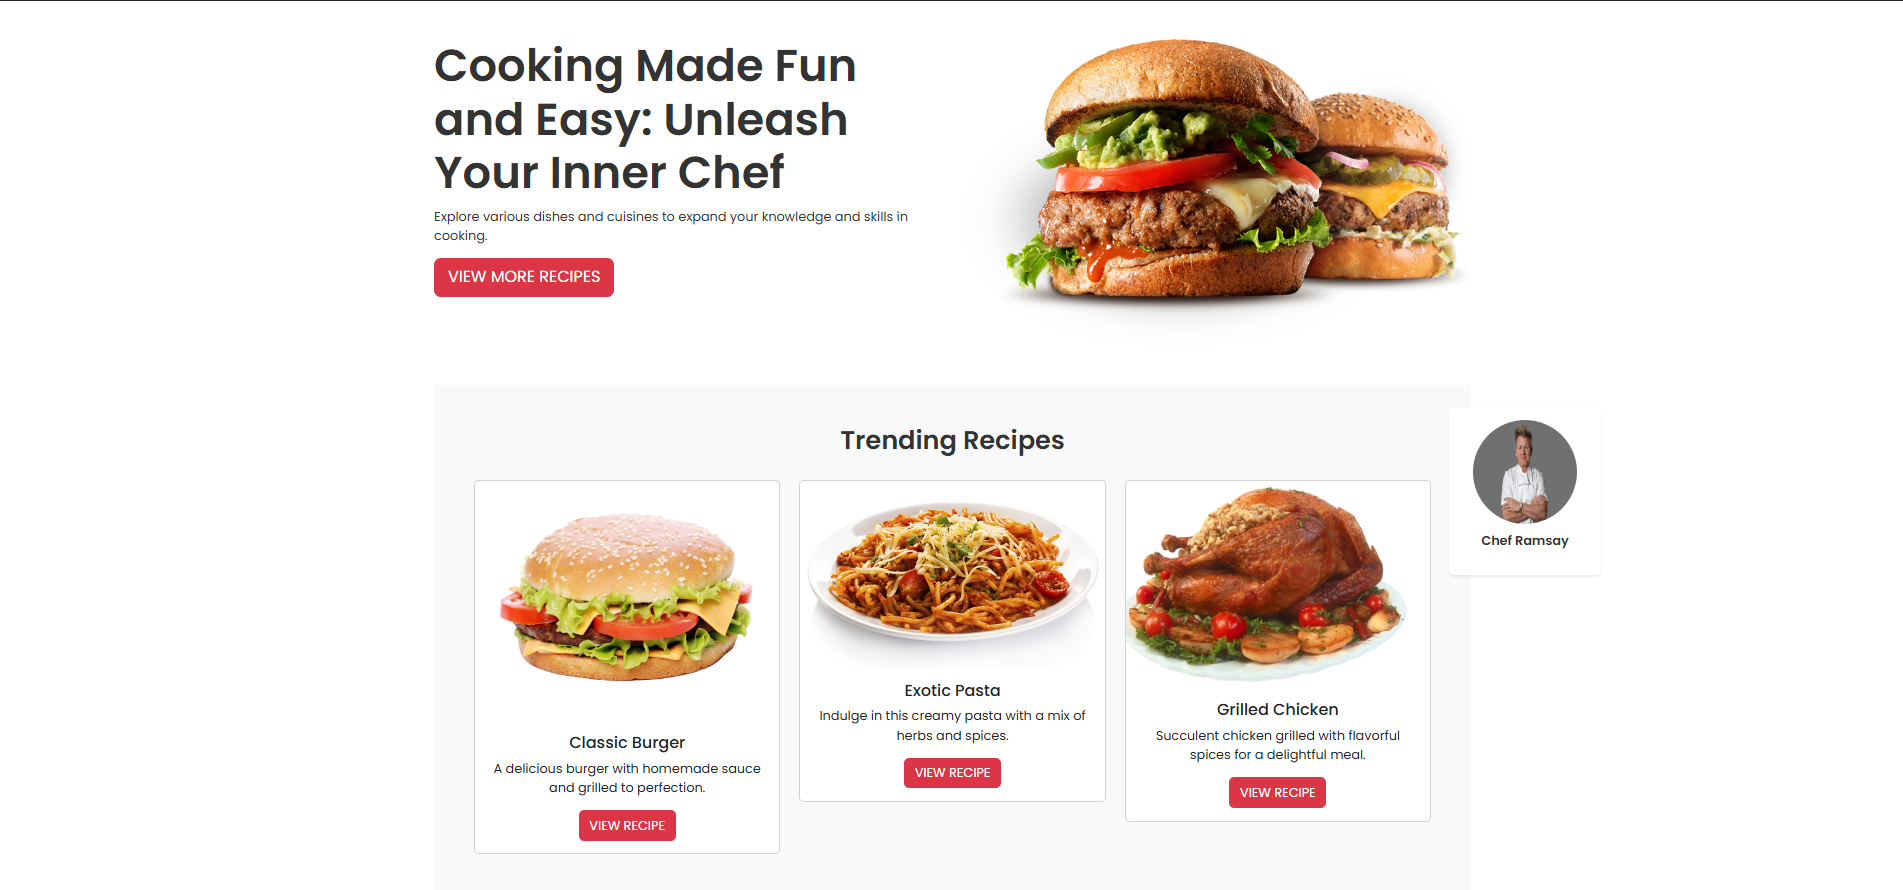 Cooking Made Fun
and Easy: Unleash
Your Inner Chef
Explore various dishes and cuisines to expand your knowledge and skills in
cooking.
VIEW MORE RECIPES
Trending Recipes
Chef Ramsay
Classic Burger
A delicious burger with homemade sauce
and grilled to perfection.
VIEW RECIPE
Exotic Pasta
Indulge in this creamy pasta with a mix of
herbs and spices.
VIEW RECIPE
Grilled Chicken
Succulent chicken grilled with flavorful
spices for a delightful meal.
VIEW RECIPE